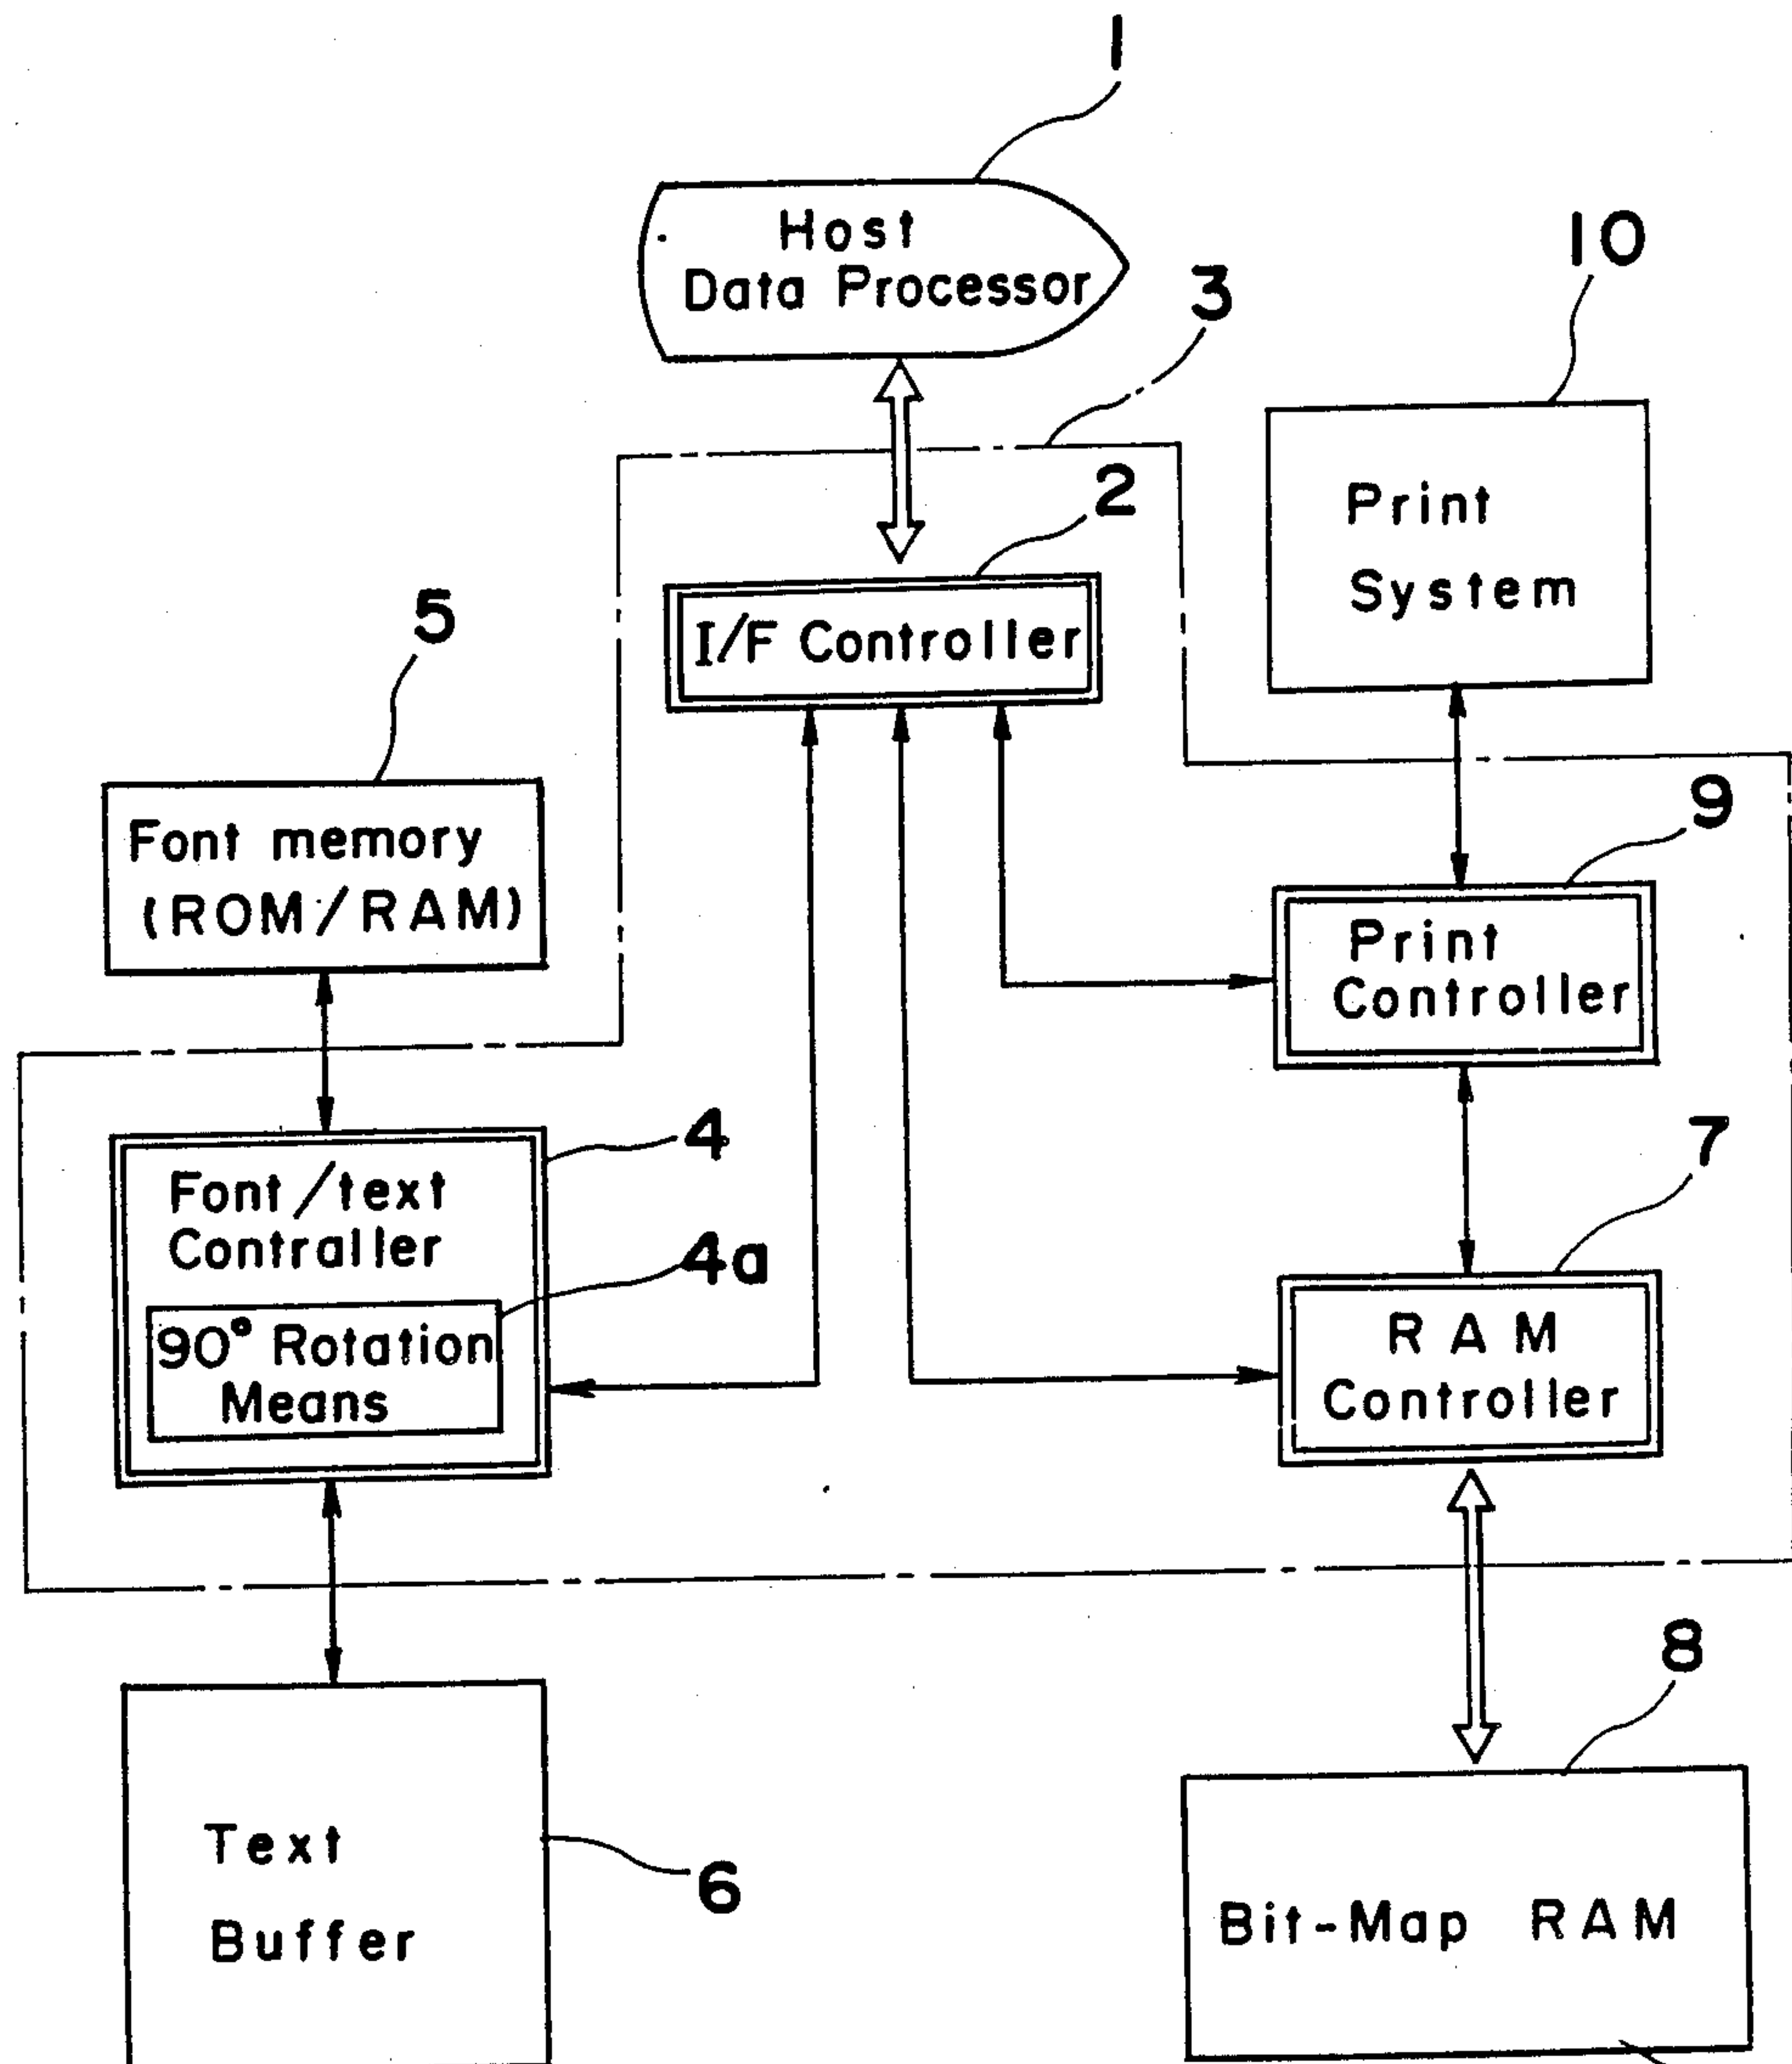 1
Host
Data Processor
3
10
2
Print
System
I/F Controller
5
9
Font memory
(ROM/RAM)
Print
Controller
4
7
Font/text
Contraller
4a
RAM
Controller
90° Rotation
Means
8
Text
Buffer
6
Bit-Map RAM